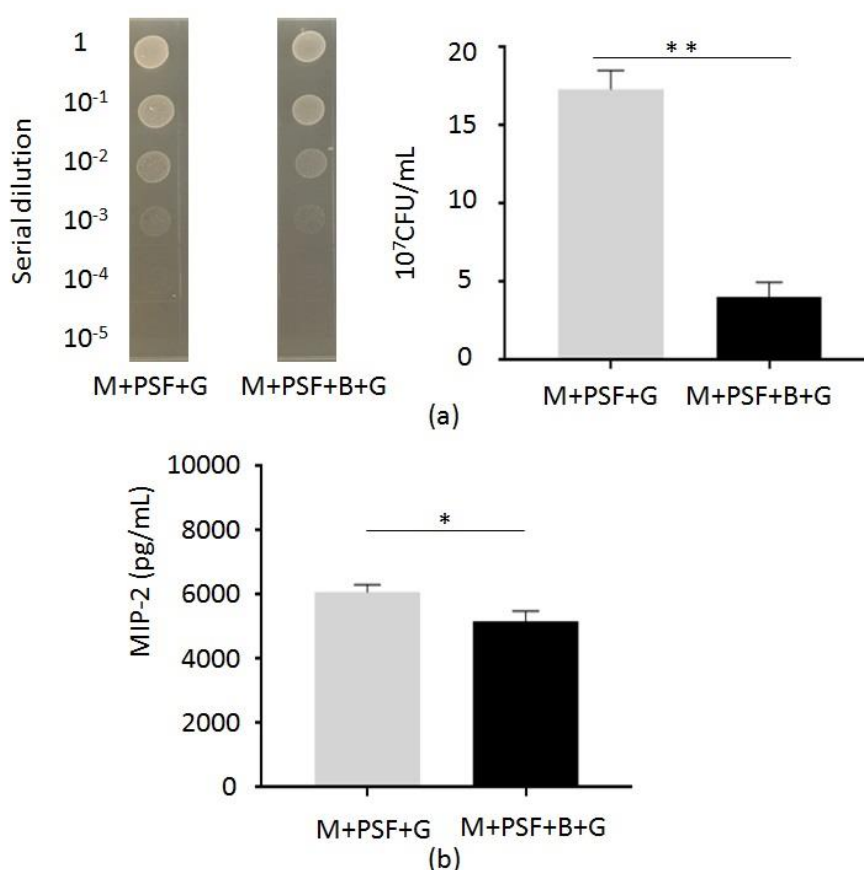 Serial dilution
1
10⁻¹
10⁻²
10⁻³
10⁻⁴
10⁻⁵
M+PSF+G
M+PSF+B+G
10⁷CFU/mL
20
15
10
5
0
**
M+PSF+G
M+PSF+B+G
(a)
MIP-2 (pg/mL)
10000
8000
6000
4000
2000
0
*
M+PSF+G
M+PSF+B+G
(b)